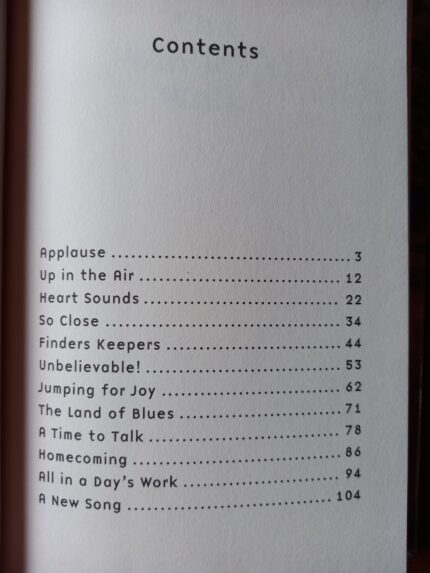 Contents
Applause ................................................ 3
Up in the Air ........................................ 12
Heart Sounds ....................................... 22
So Close .............................................. 34
Finders Keepers ................................... 44
Unbelievable! ....................................... 53
Jumping for Joy .................................... 62
The Land of Blues ................................ 71
A Time to Talk ...................................... 78
Homecoming ........................................ 86
All in a Day's Work ............................... 94
A New Song ........................................ 104